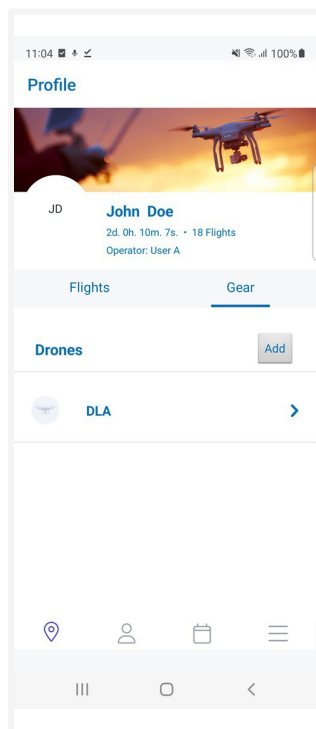 11:04 100%
Profile
JD
John Doe
2d. 0h. 10m. 7s. • 18 Flights
Operator: User A
Flights Gear
Drones Add
DLA